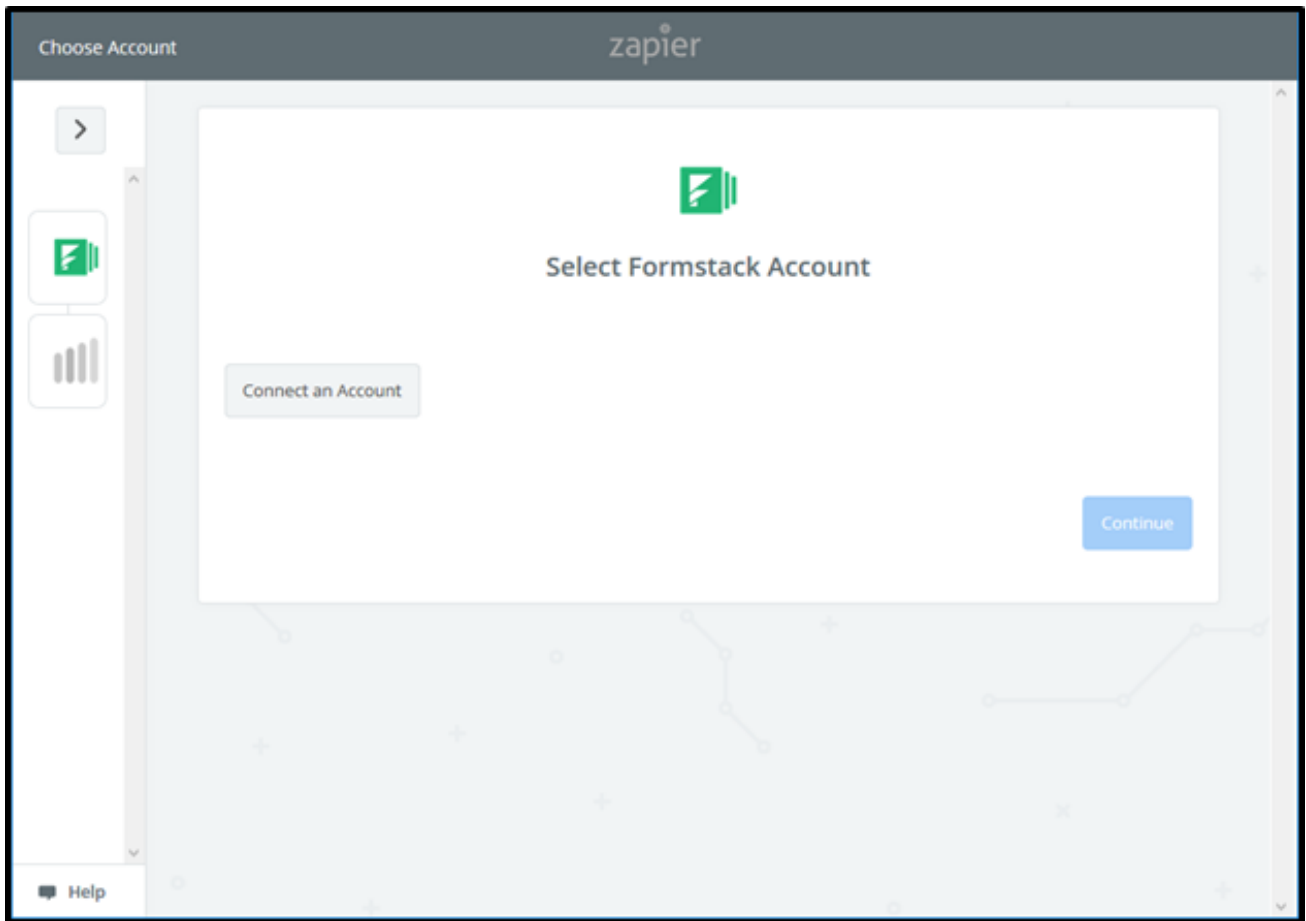 Choose Account
zapier
Select Formstack Account
Connect an Account
Continue
Help